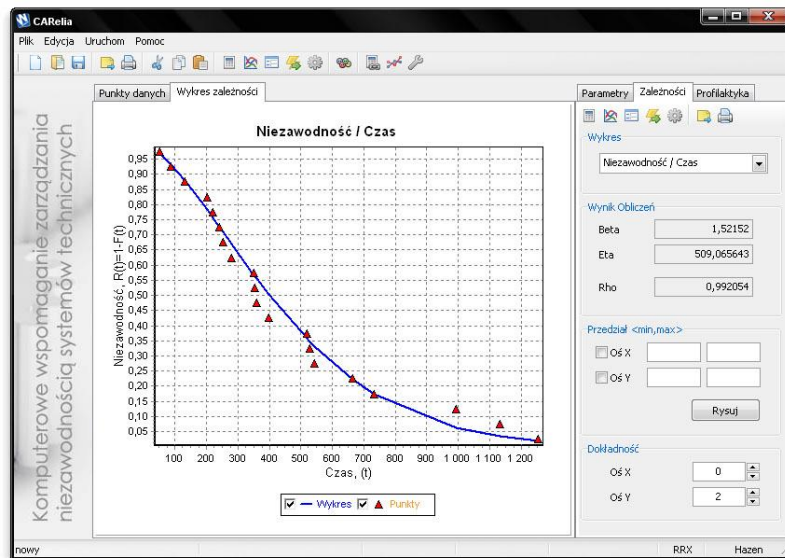 CARelia
Plik Edycja Uruchom Pomoc
Komputerowe wspomaganie zarządzania
niezawodnością systemów technicznych
Punkty danych Wykres zależności
Niezawodność / Czas
Niezawodność, R(t)=1-F(t)
0,95
0,90
0,85
0,80
0,75
0,70
0,65
0,60
0,55
0,50
0,45
0,40
0,35
0,30
0,25
0,20
0,15
0,10
0,05
100 200 300 400 500 600 700 800 900 1 000 1 100 1 200
Czas, (t)
Wykres Punkty
Parametry Zależności Profilaktyka
Wykres
Niezawodność / Czas
Wynik Obliczeń
Beta 1,52152
Eta 509,065643
Rho 0,992054
Przedział <min,max>
Oś X
Oś Y
Rysuj
Dokładność
Oś X 0
Oś Y 2
nowy RRX Hazen